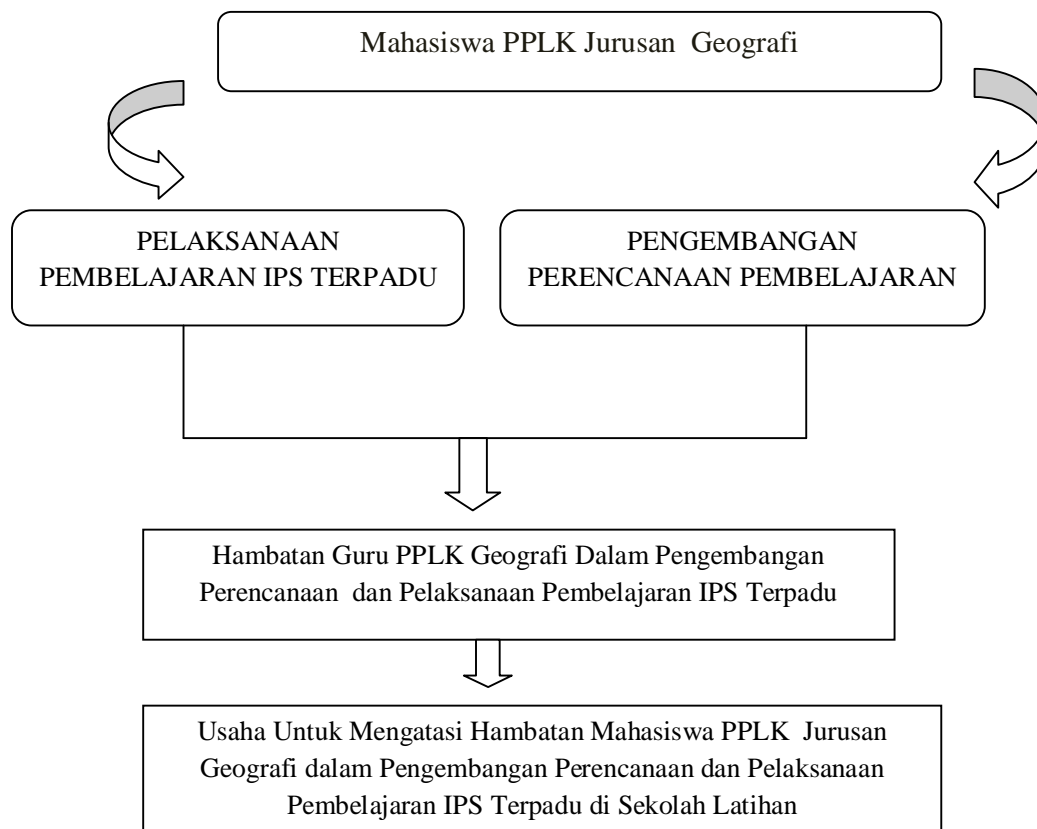 Mahasiswa PPLK Jurusan Geografi
PELAKSANAAN
PEMBELAJARAN IPS TERPADU
PENGEMBANGAN
PERENCANAAN PEMBELAJARAN
Hambatan Guru PPLK Geografi Dalam Pengembangan
Perencanaan dan Pelaksanaan Pembelajaran IPS Terpadu
Usaha Untuk Mengatasi Hambatan Mahasiswa PPLK Jurusan
Geografi dalam Pengembangan Perencanaan dan Pelaksanaan
Pembelajaran IPS Terpadu di Sekolah Latihan